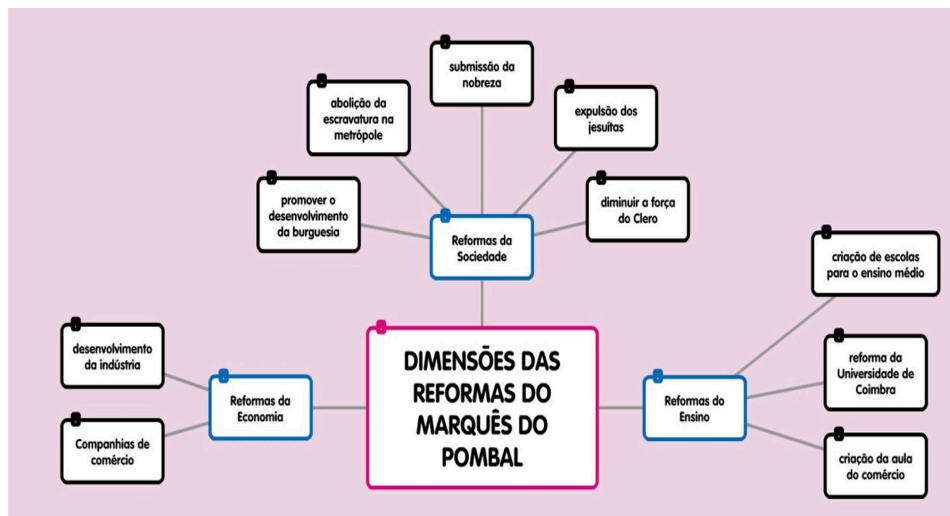 submissão da
nobreza
abolição da
escravatura na
metrópole
expulsão dos
jesuítas
promover o
desenvolvimento
da burguesia
diminuir a força
do Clero
Reformas da
Sociedade
criação de escolas
para o ensino médio
desenvolvimento
da indústria
DIMENSÕES DAS
REFORMAS DO
MARQUÊS DO
POMBAL
reforma da
Universidade de
Coimbra
Reformas da
Economia
Reformas do
Ensino
Companhias de
comércio
criação da aula
do comércio